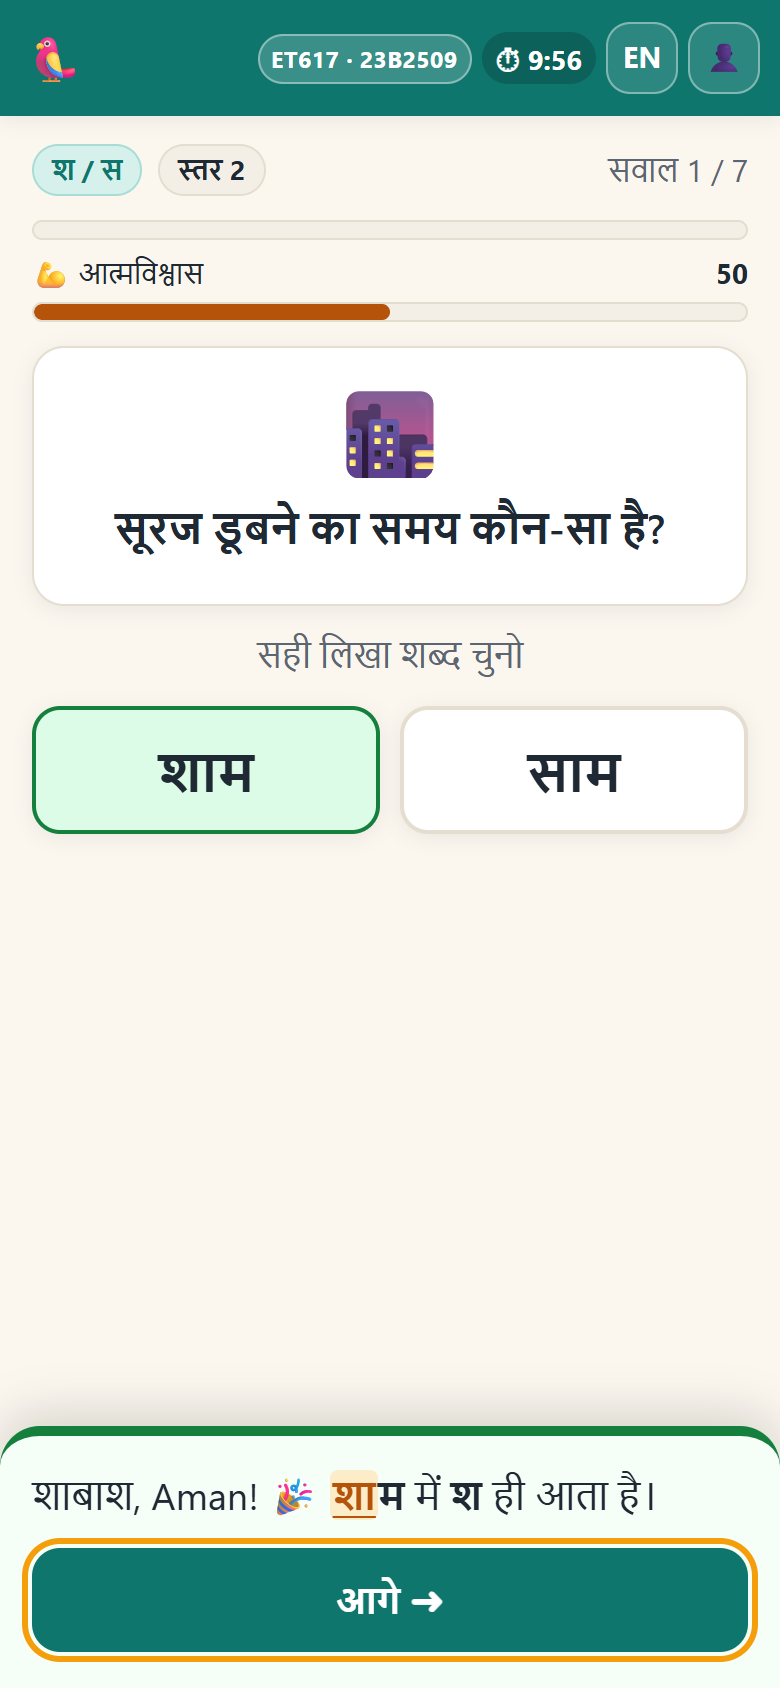 ET617 · 23B2509
9:56
EN
श / स
स्तर 2
सवाल 1 / 7
आत्मविश्वास
50
सूरज डूबने का समय कौन-सा है?
सही लिखा शब्द चुनो
शाम
साम
शाबाश, Aman! 🎉 शाम में श ही आता है।
आगे ➜